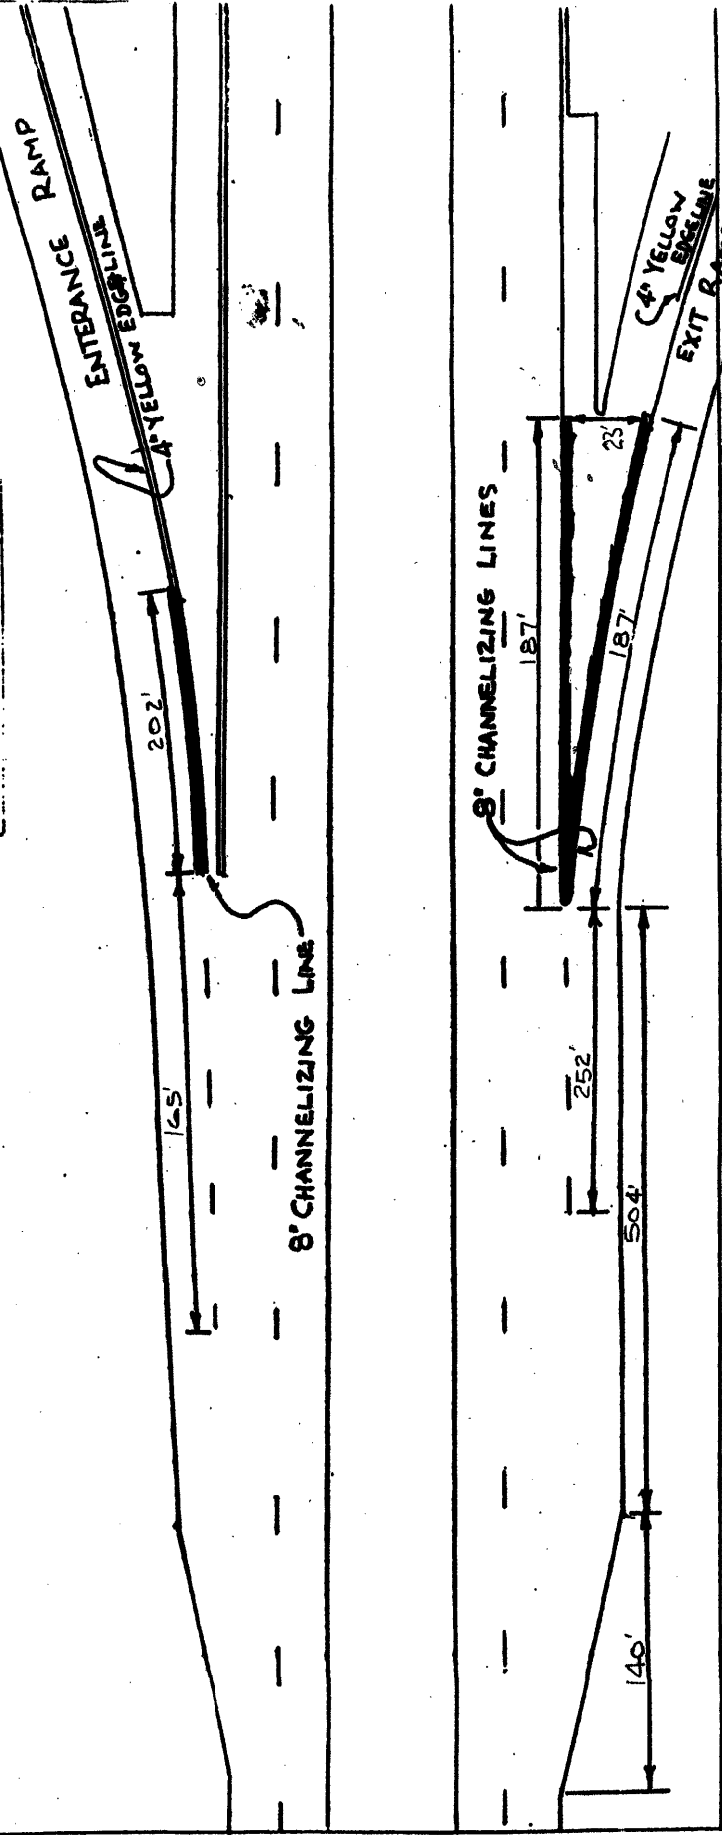 ENTERANCE RAMP
4" YELLOW EDGELINE
202'
165'
8" CHANNELIZING LINE
8" CHANNELIZING LINES
187'
187'
23'
4" YELLOW
EDGELINE
EXIT
252'
504'
140'